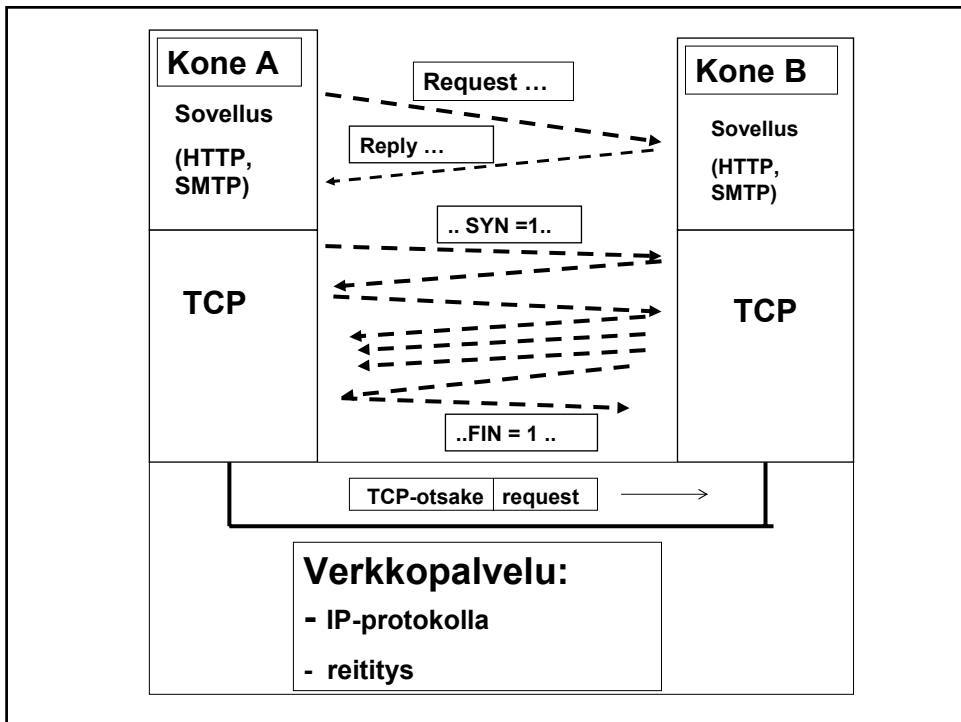 Kone A
Sovellus
(HTTP,
SMTP)
Request …
Reply …
Kone B
Sovellus
(HTTP,
SMTP)
.. SYN =1..
TCP
TCP
..FIN = 1 ..
TCP-otsake request
Verkkopalvelu:
- IP-protokolla
- reititys